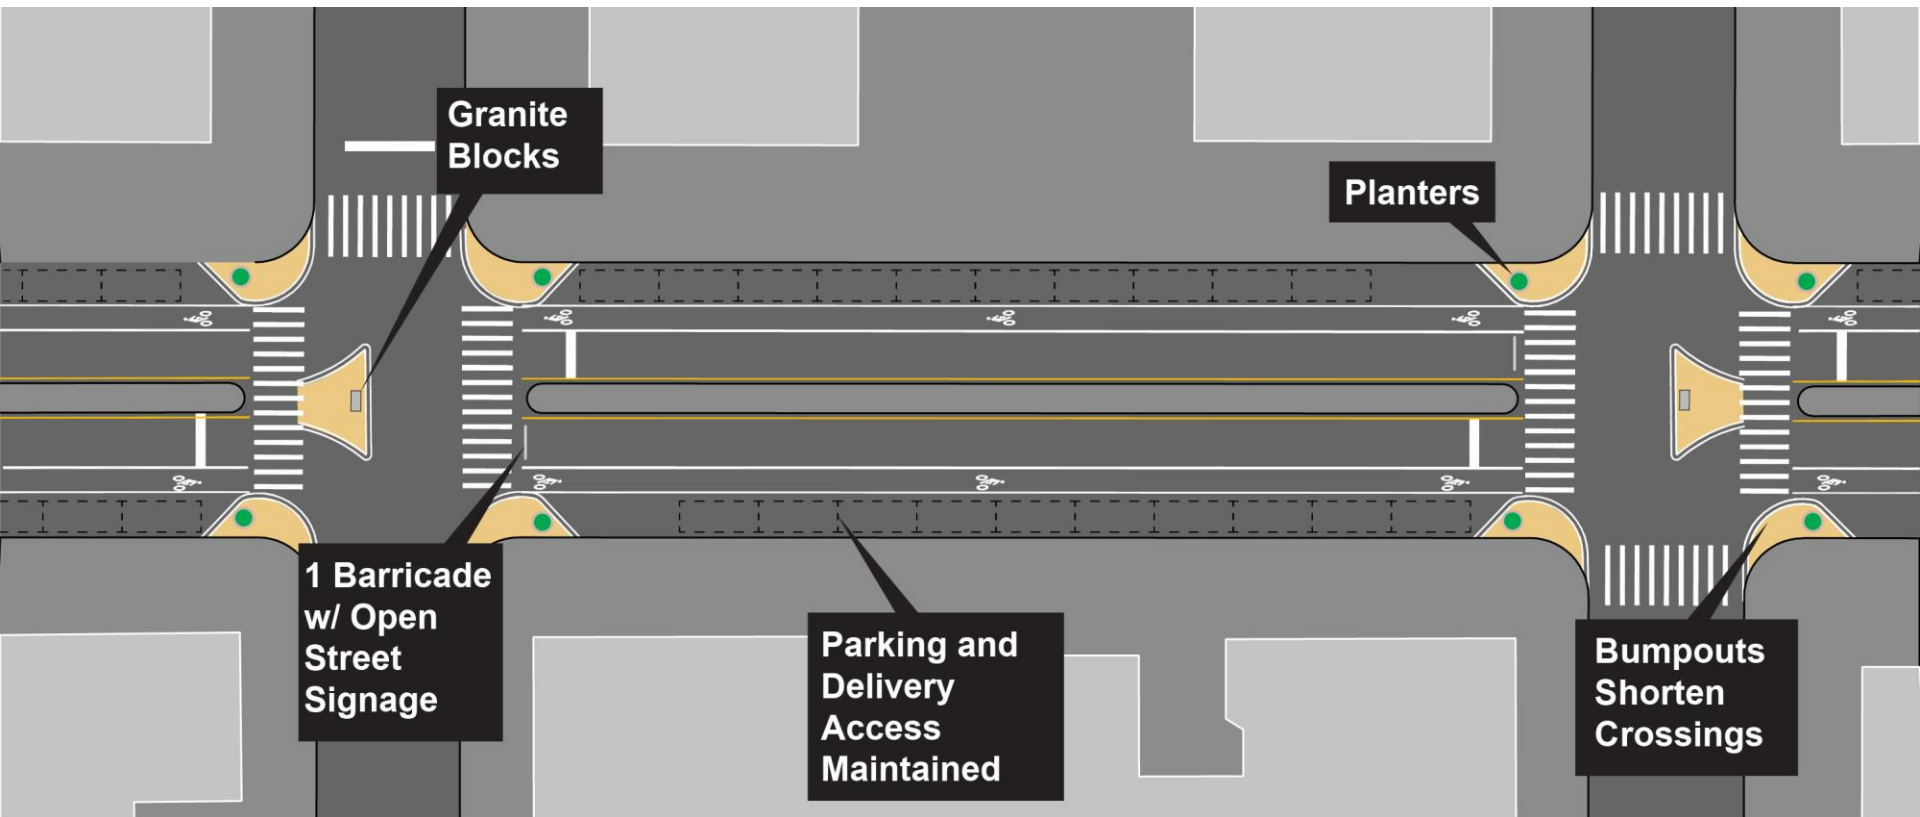 Granite
Blocks
Planters
1 Barricade
w/ Open
Street
Signage
Parking and
Delivery
Access
Maintained
Bumpouts
Shorten
Crossings